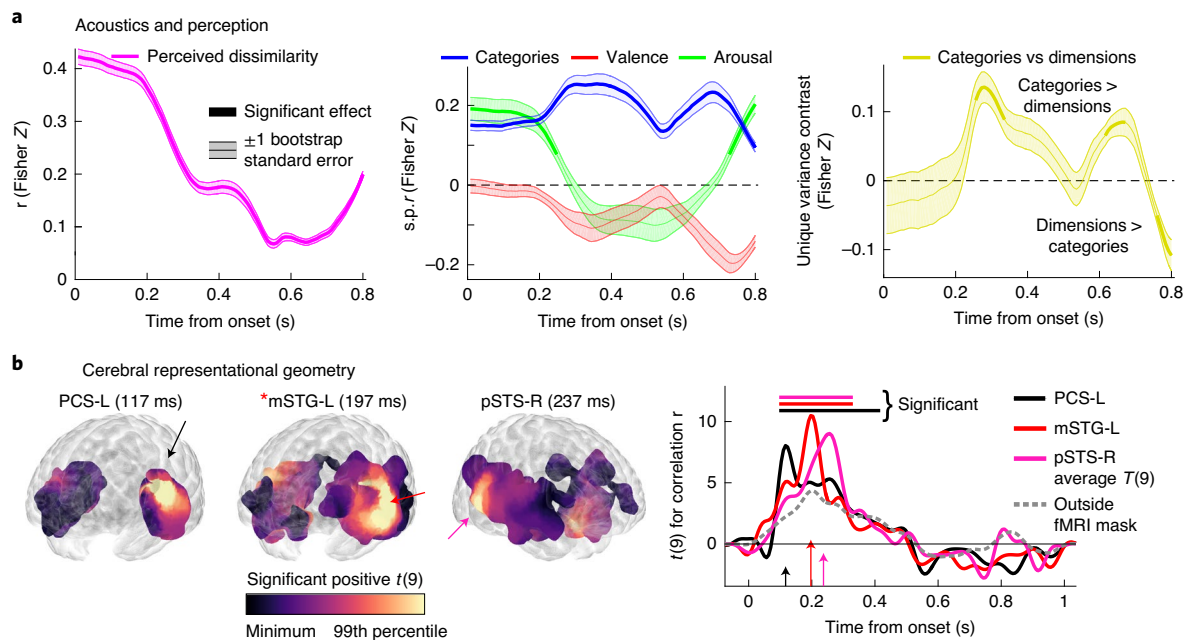 a
Acoustics and perception
Perceived dissimilarity
Significant effect
±1 bootstrap
standard error
r (Fisher Z)
0.4
0.3
0.2
0.1
0
0 0.2 0.4 0.6 0.8
Time from onset (s)
Categories Valence Arousal
s.p.r (Fisher Z)
0.2
0
–0.2
0 0.2 0.4 0.6 0.8
Time from onset (s)
Categories vs dimensions
Categories >
dimensions
Dimensions >
categories
Unique variance contrast
(Fisher Z)
0.1
0
–0.1
0 0.2 0.4 0.6 0.8
Time from onset (s)
b
Cerebral representational geometry
PCS-L (117 ms)
*mSTG-L (197 ms)
pSTS-R (237 ms)
Significant positive t(9)
Minimum 99th percentile
t(9) for correlation r
10
5
0
Significant
0 0.2 0.4 0.6 0.8 1
Time from onset (s)
PCS-L
mSTG-L
pSTS-R
average T(9)
Outside
fMRI mask